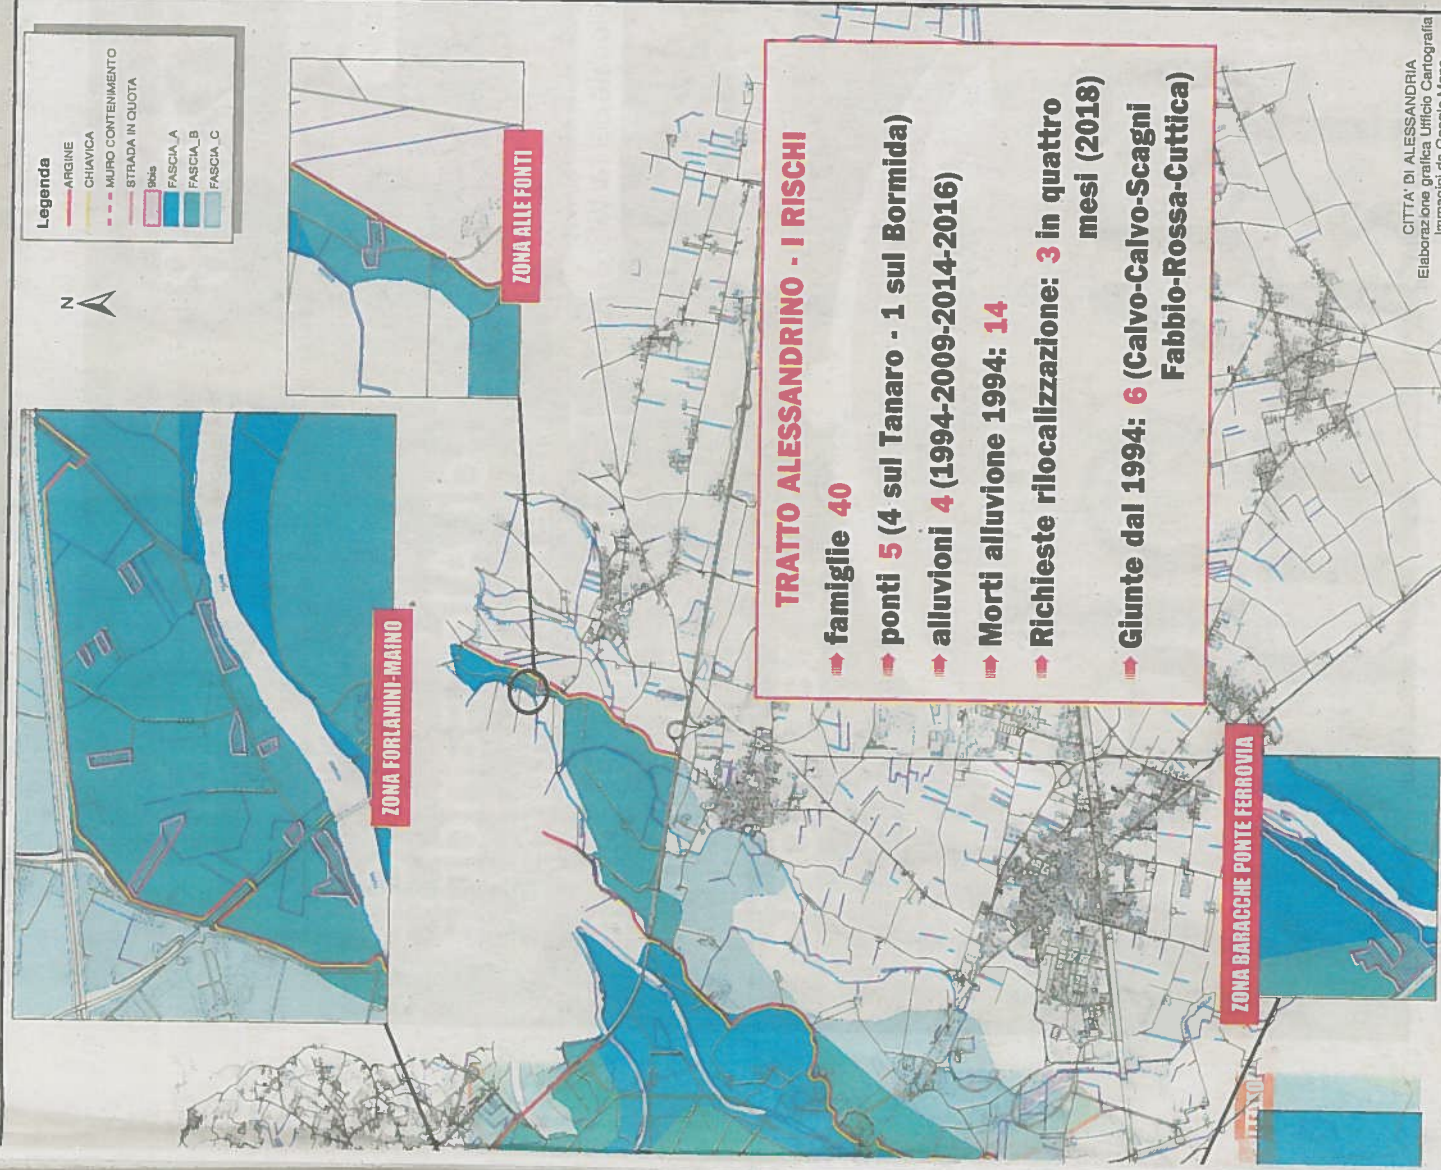 Legenda
ARGINE
CHIAVICA
MURO CONTENIMENTO
STRADA IN QUOTA
9bis
FASCIA_A
FASCIA_B
FASCIA_C
N
ZONA ALLE FONTI
ZONA FORLANINI-MAINO
TRATTO ALESSANDRINO - I RISCHI
famiglie 40
ponti 5 (4 sul Tanaro - 1 sul Bormida)
alluvioni 4 (1994-2009-2014-2016)
Morti alluvione 1994: 14
Richieste rilocalizzazione: 3 in quattro
mesi (2018)
Giunte dal 1994: 6 (Calvo-Calvo-Scagni
Fabbio-Rossa-Cuttica)
ZONA BARACCHE PONTE FERROVIA
CITTA' DI ALESSANDRIA
Elaborazione grafica Ufficio Cartografia